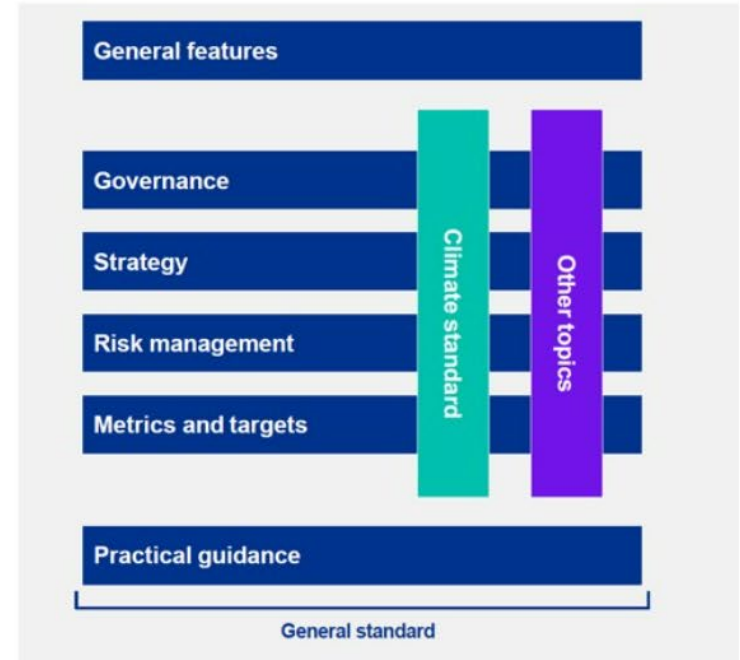 General features
Governance
Strategy
Risk management
Metrics and targets
Climate standard
Other topics
Practical guidance
General standard